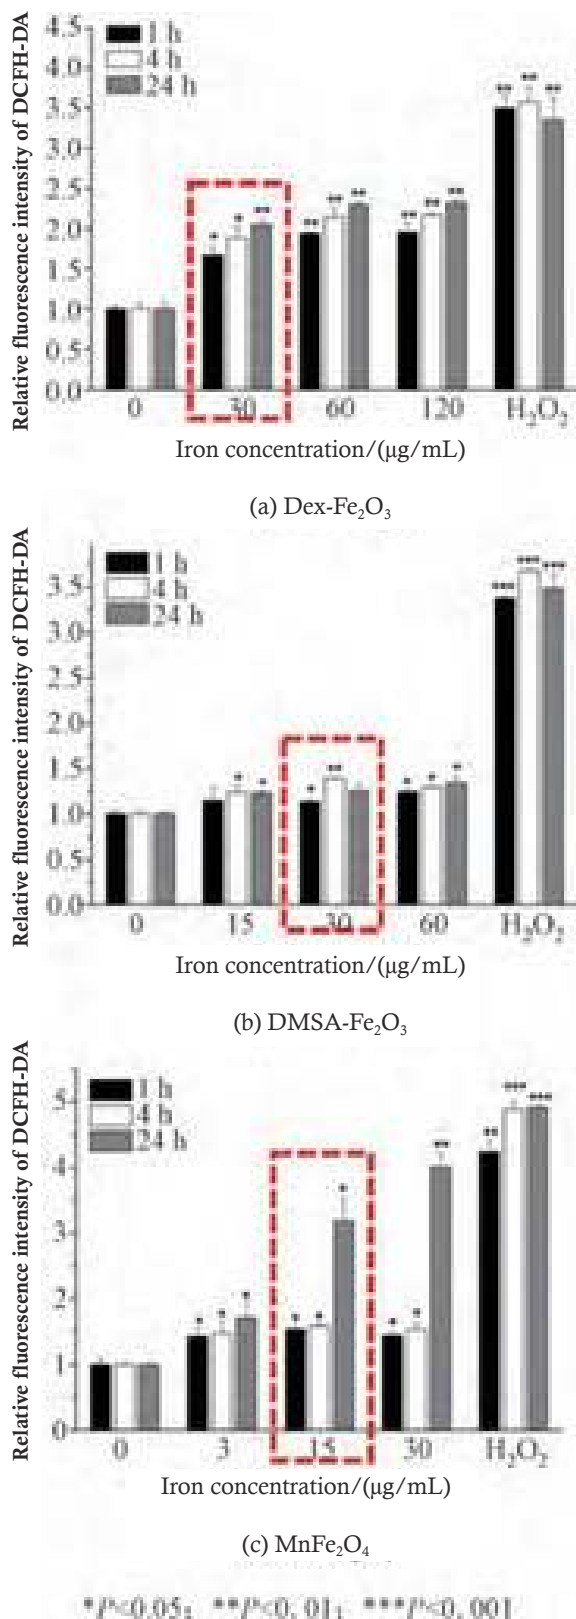 Relative fluorescence intensity of DCFH-DA
4.5
4.0
3.5
3.0
2.5
2.0
1.5
1.0
0.5
0.0
1 h
4 h
24 h
** ** **
* * **
** ** **
** ** **
0 30 60 120 H₂O₂
Iron concentration/(μg/mL)
(a) Dex-Fe₂O₃
Relative fluorescence intensity of DCFH-DA
3.5
3.0
2.5
2.0
1.5
1.0
0.5
0.0
1 h
4 h
24 h
*** *** ***
* *
* **
* * *
0 15 30 60 H₂O₂
Iron concentration/(μg/mL)
(b) DMSA-Fe₂O₃
Relative fluorescence intensity of DCFH-DA
5
4
3
2
1
0
1 h
4 h
24 h
** *** ***
* * *
* * *
* * **
0 3 15 30 H₂O₂
Iron concentration/(μg/mL)
(c) MnFe₂O₄
*P<0.05; **P<0.01; ***P<0.001